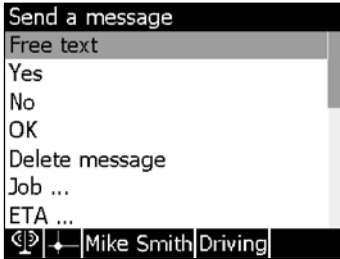 Send a message
Free text
Yes
No
OK
Delete message
Job ...
ETA ...
Mike Smith Driving